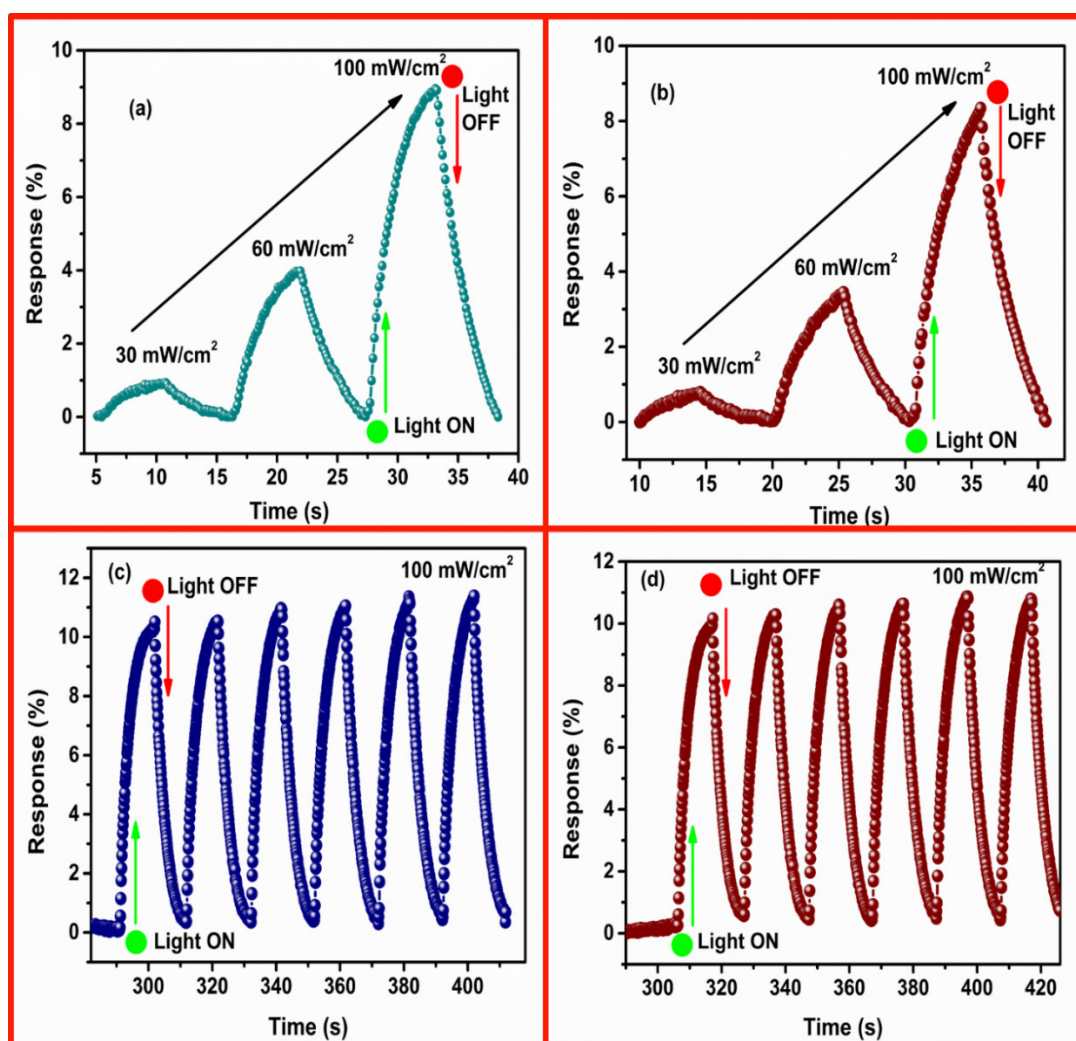 (a)
10
8
6
4
2
0
Response (%)
100 mW/cm²
Light
OFF
60 mW/cm²
30 mW/cm²
Light ON
5 10 15 20 25 30 35 40
Time (s)
(b)
10
8
6
4
2
0
Response (%)
100 mW/cm²
Light
OFF
60 mW/cm²
30 mW/cm²
Light ON
10 15 20 25 30 35 40
Time (s)
(c)
12
10
8
6
4
2
0
Response (%)
Light OFF
100 mW/cm²
Light ON
300 320 340 360 380 400
Time (s)
(d)
12
10
8
6
4
2
0
Response (%)
Light OFF
100 mW/cm²
Light ON
300 320 340 360 380 400 420
Time (s)